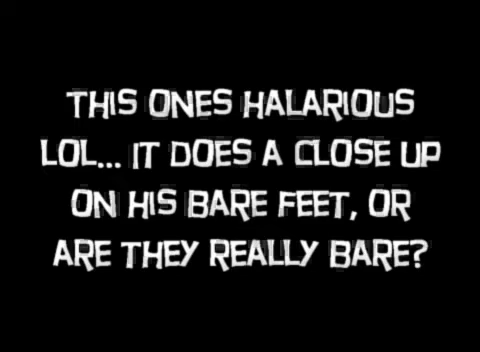 THIS ONES HALARIOUS
LOL... IT DOES A CLOSE UP
ON HIS BARE FEET, OR
ARE THEY REALLY BARE?